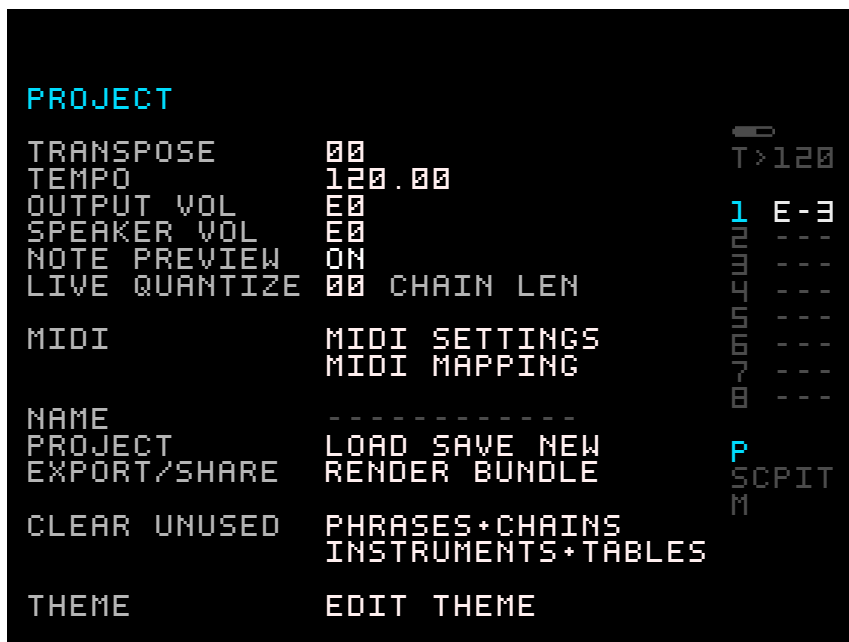 PROJECT
TRANSPOSE 00
TEMPO 120.00
OUTPUT VOL E0
SPEAKER VOL E0
NOTE PREVIEW ON
LIVE QUANTIZE 00 CHAIN LEN
MIDI MIDI SETTINGS
MIDI MAPPING
NAME ------------
PROJECT LOAD SAVE NEW
EXPORT/SHARE RENDER BUNDLE
CLEAR UNUSED PHRASES+CHAINS
INSTRUMENTS+TABLES
THEME EDIT THEME
T>120
1 E-3
2 ---
3 ---
4 ---
5 ---
6 ---
7 ---
8 ---
P
SCPIT
M